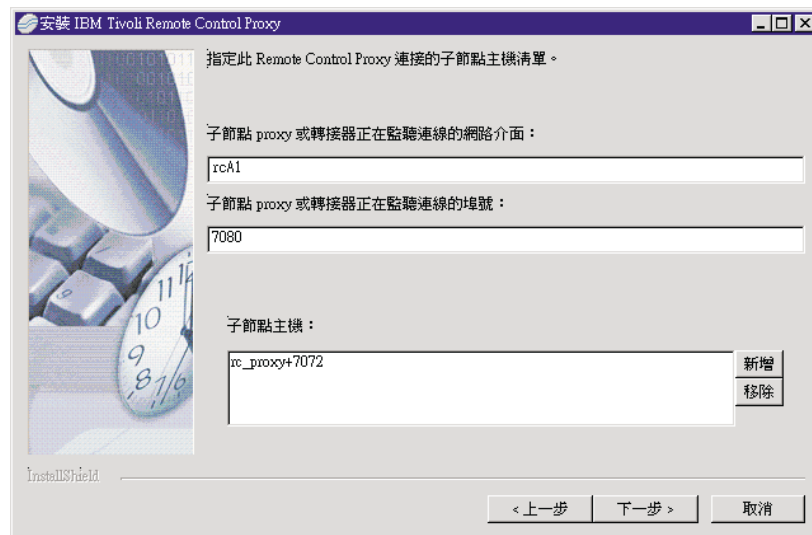 安裝 IBM Tivoli Remote Control Proxy
指定此 Remote Control Proxy 連接的子節點主機清單。
子節點 proxy 或轉接器正在監聽連線的網路介面：
rcA1
子節點 proxy 或轉接器正在監聽連線的埠號：
7080
子節點主機：
rc_proxy+7072
新增
移除
InstallShield
<上一步
下一步>
取消